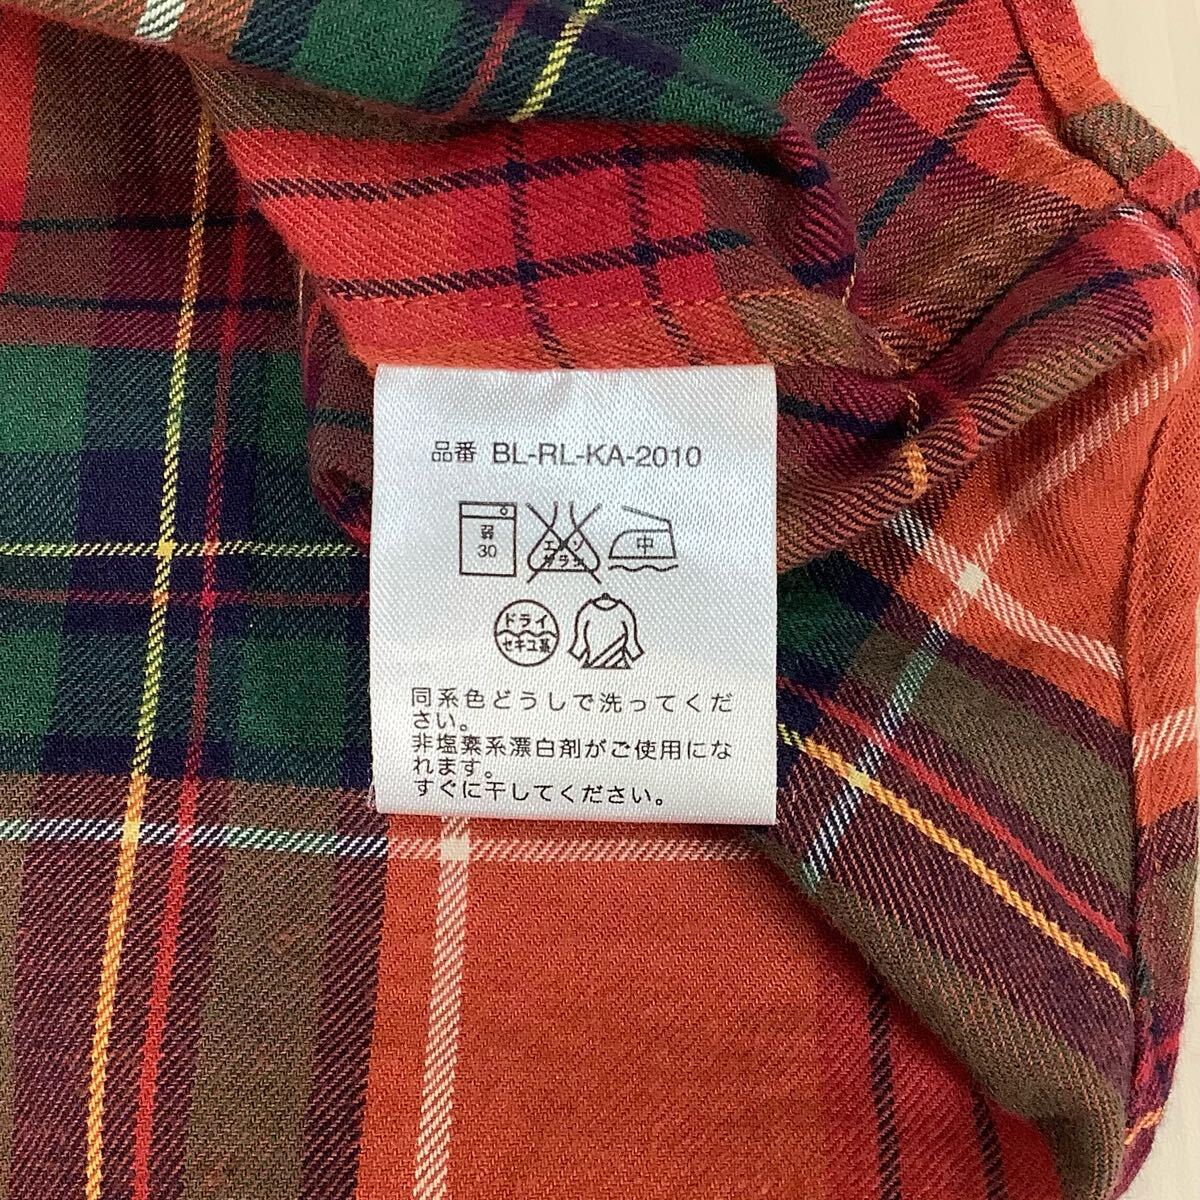 品番 BL-RL-KA-2010
弱
30
エンソ
サラシ
中
ドライ
セキユ系
同系色どうしで洗ってくだ
さい。
非塩素系漂白剤がご使用にな
れます。
すぐに干してください。